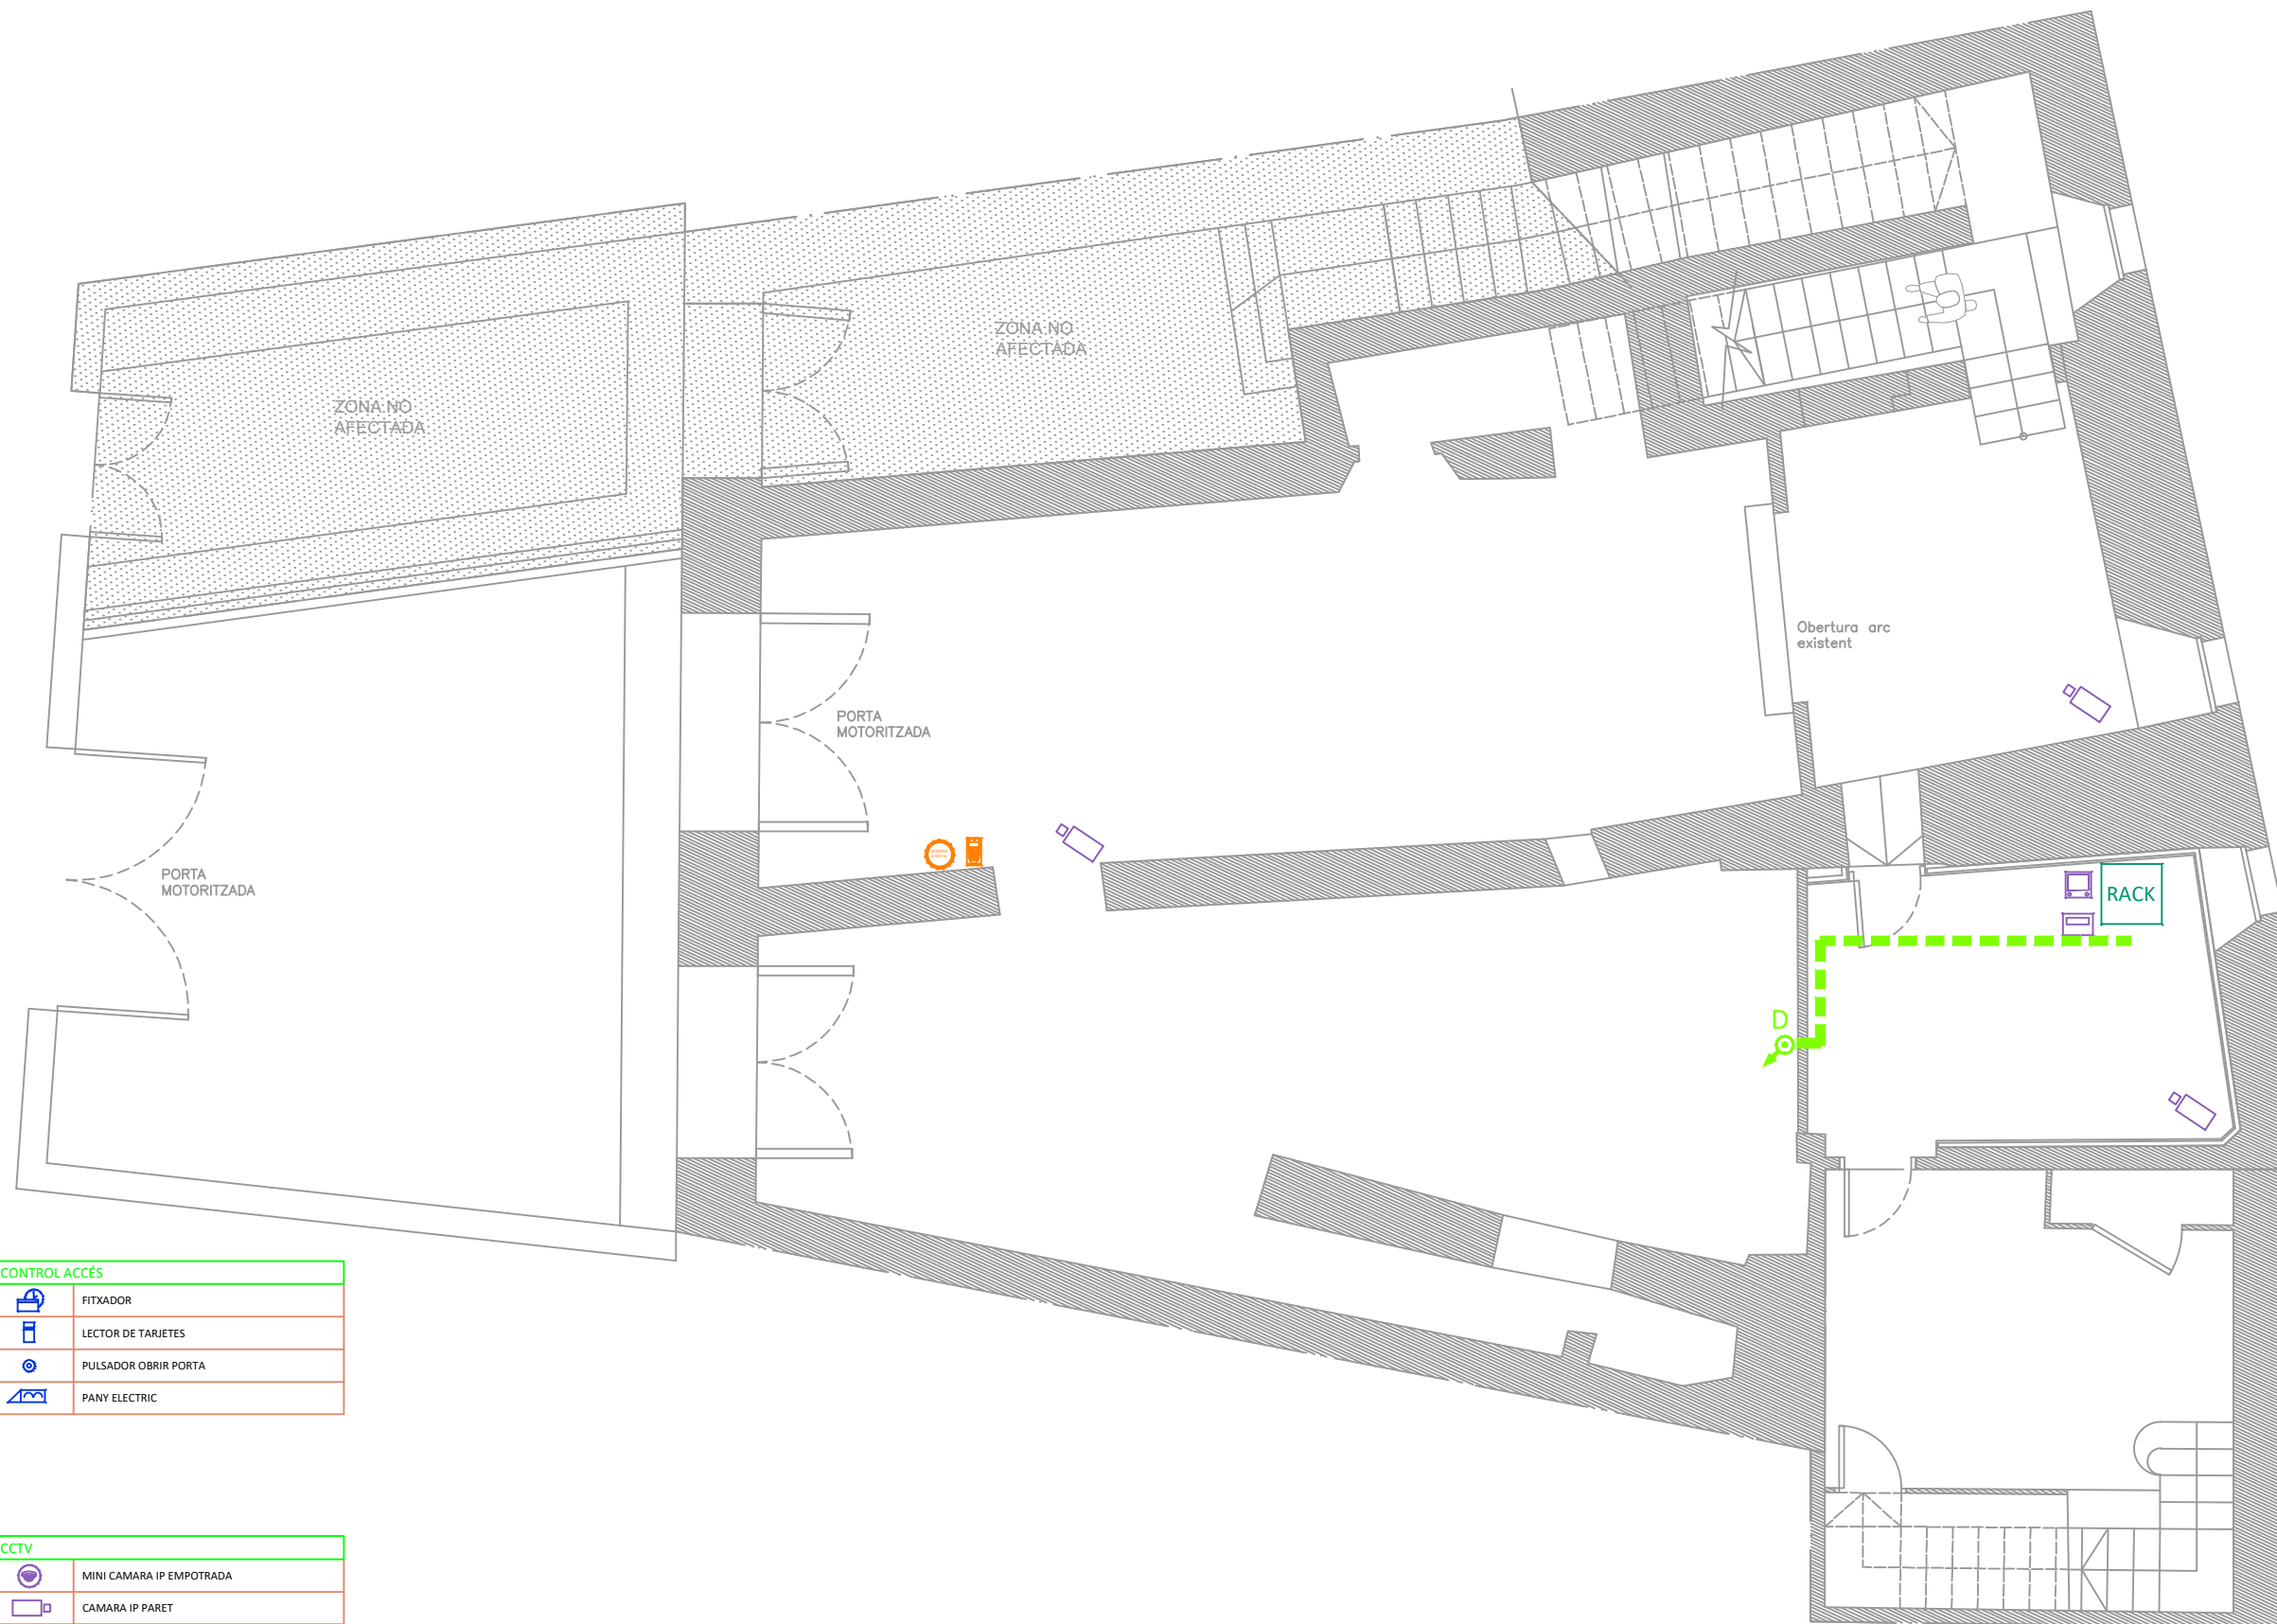 ZONA NO
AFECTADA
ZONA NO
AFECTADA
Obertura arc
existent
PORTA
MOTORITZADA
PORTA
MOTORITZADA
RACK
D
CONTROL ACCÉS
FITXADOR
LECTOR DE TARJETES
PULSADOR OBRIR PORTA
PANY ELECTRIC
CCTV
MINI CAMARA IP EMPOTRADA
CAMARA IP PARET